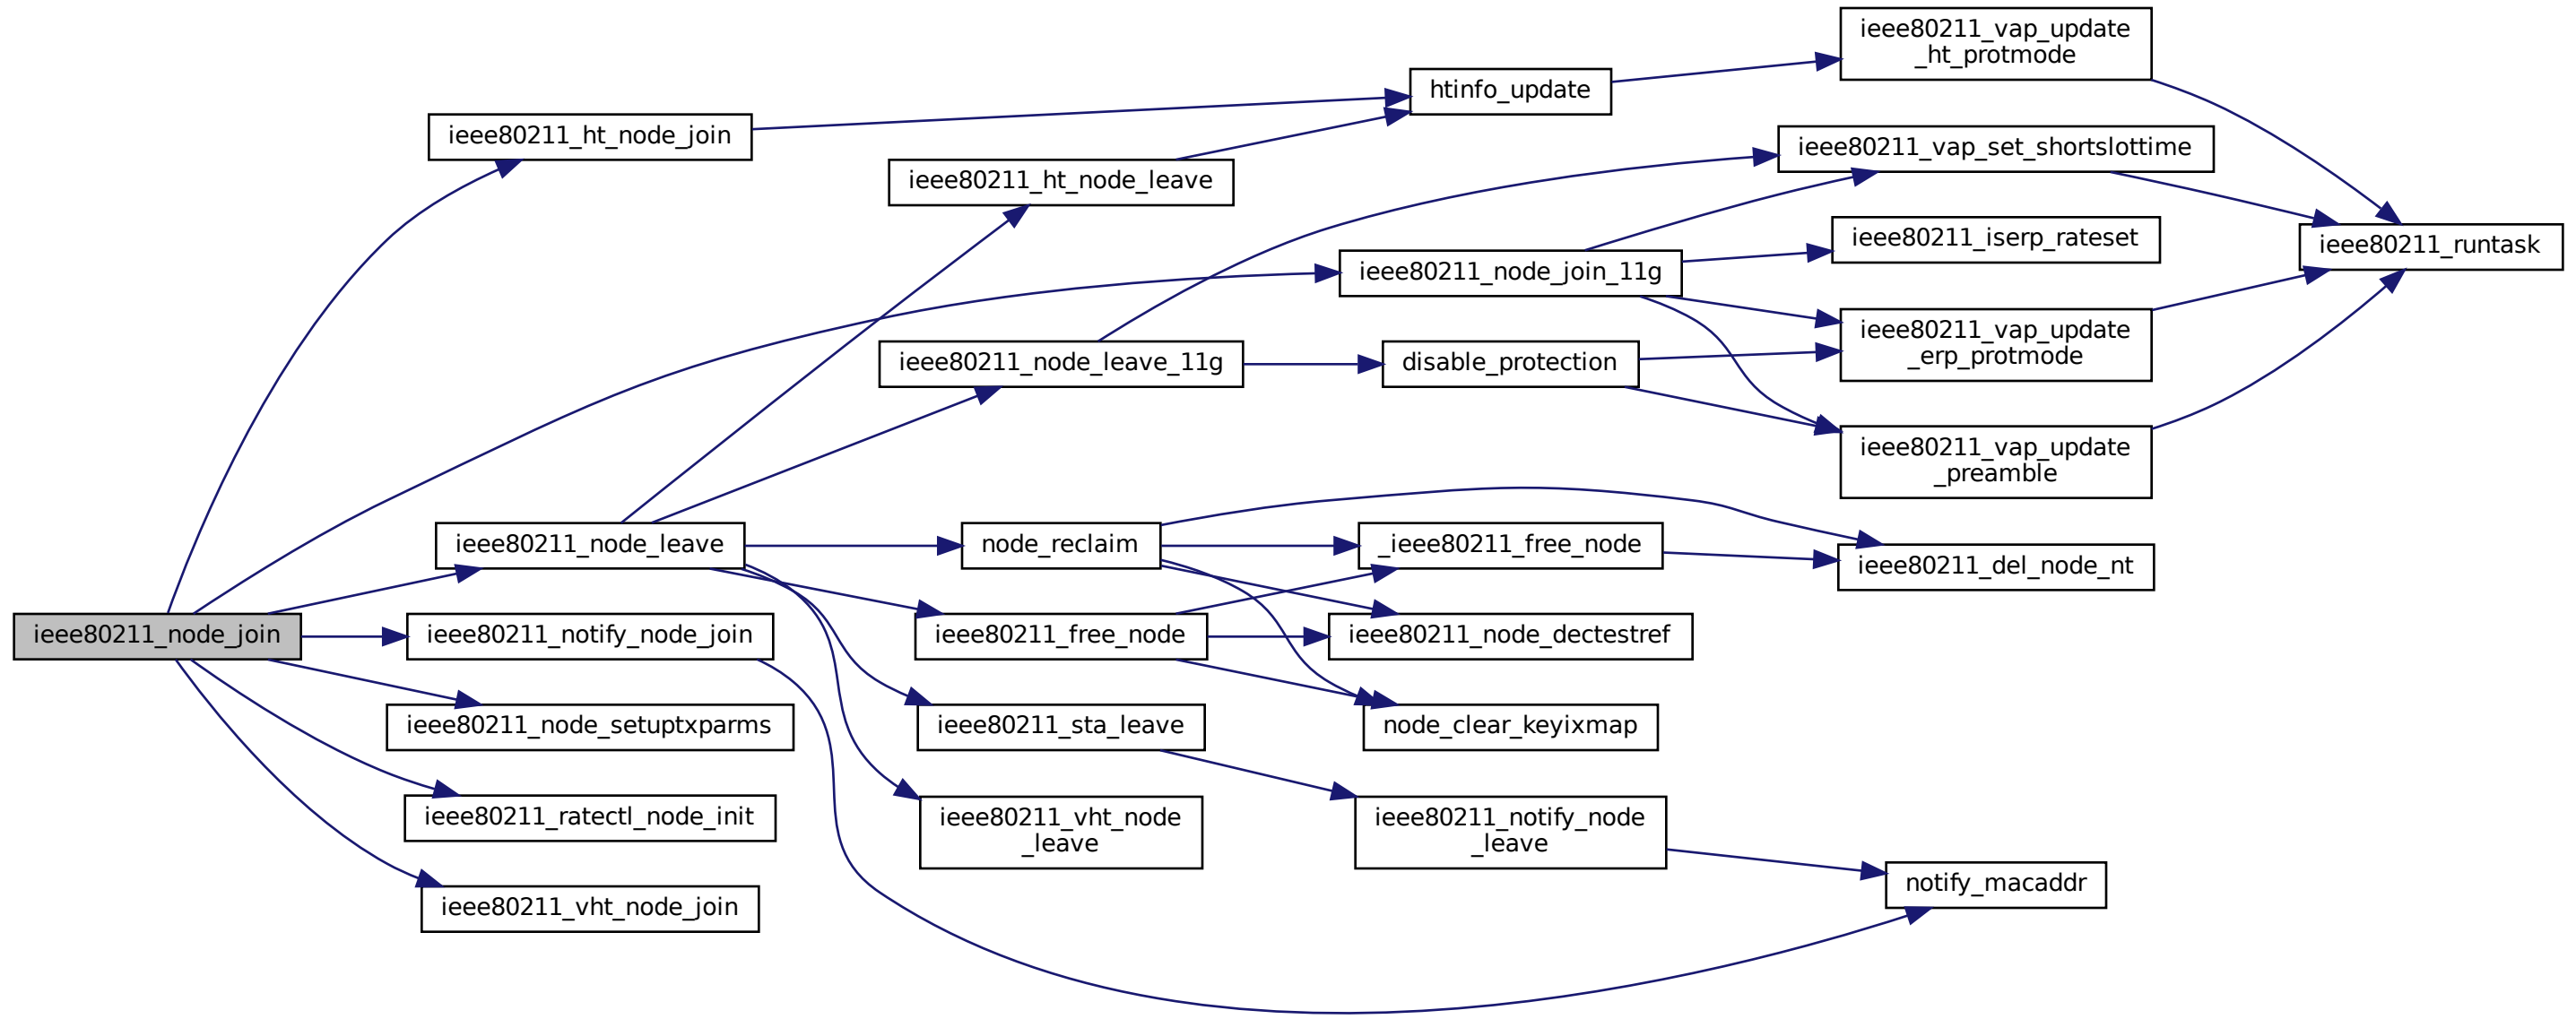 ieee80211_node_join
ieee80211_ht_node_join
ieee80211_node_leave
ieee80211_notify_node_join
ieee80211_node_setuptxparms
ieee80211_ratectl_node_init
ieee80211_vht_node_join
ieee80211_ht_node_leave
ieee80211_node_leave_11g
node_reclaim
ieee80211_free_node
ieee80211_sta_leave
ieee80211_vht_node
_leave
htinfo_update
ieee80211_node_join_11g
disable_protection
_ieee80211_free_node
ieee80211_node_dectestref
node_clear_keyixmap
ieee80211_notify_node
_leave
ieee80211_vap_update
_ht_protmode
ieee80211_vap_set_shortslottime
ieee80211_iserp_rateset
ieee80211_vap_update
_erp_protmode
ieee80211_vap_update
_preamble
ieee80211_del_node_nt
notify_macaddr
ieee80211_runtask